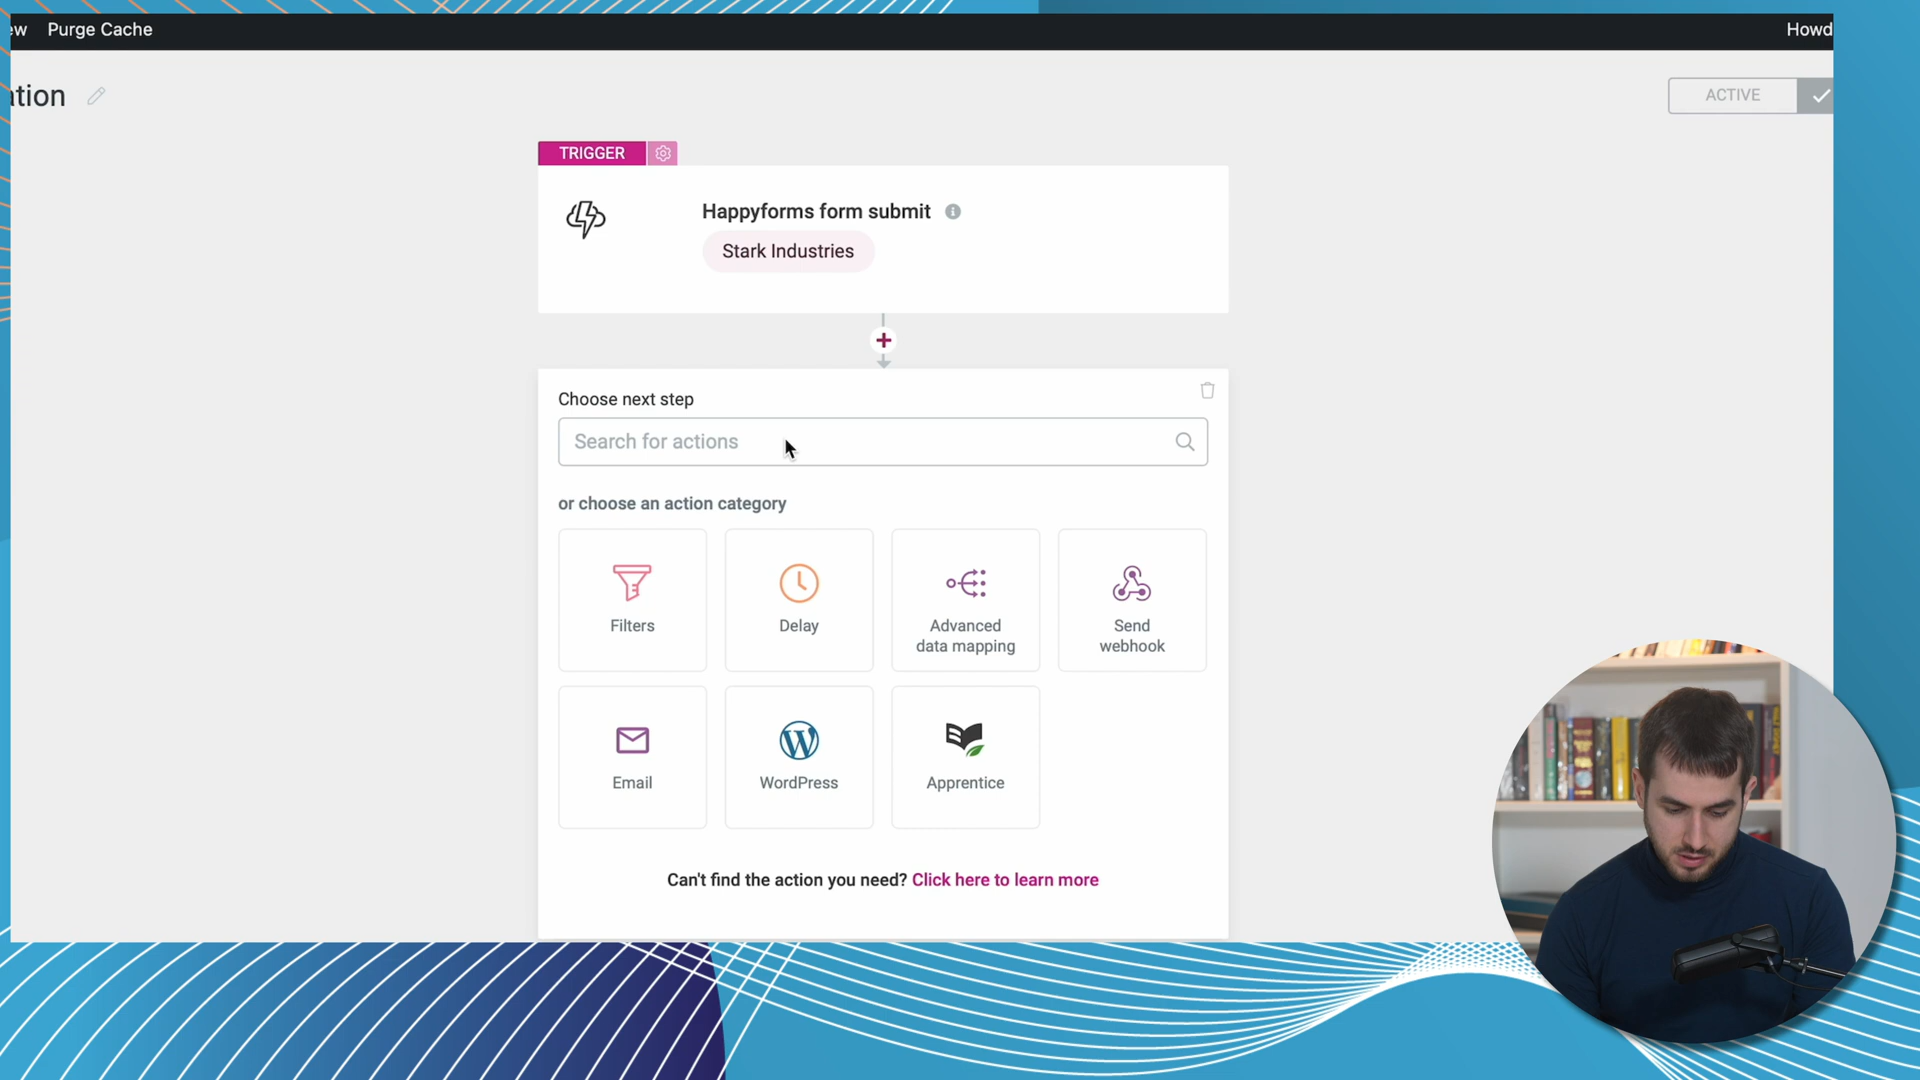 ew Purge Cache
Howd
ation
ACTIVE
TRIGGER
Happyforms form submit
Stark Industries
Choose next step
Search for actions
or choose an action category
Filters
Delay
Advanced
data mapping
Send
webhook
Email
WordPress
Apprentice
Can't find the action you need? Click here to learn more